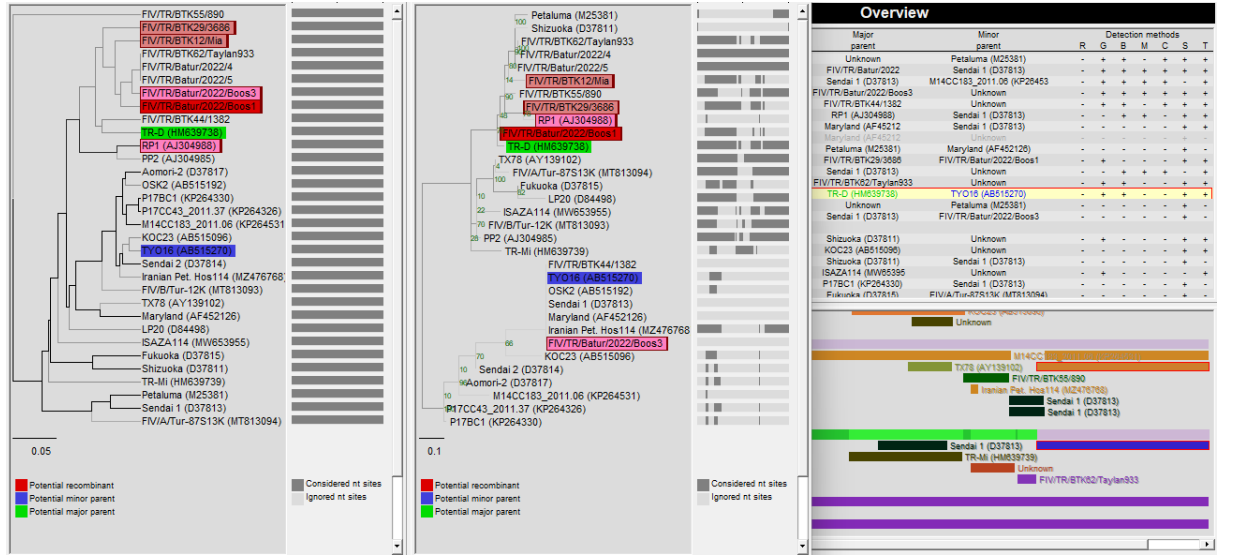 FIV/TR/BTK55/890
FIV/TR/BTK29/3686
FIV/TR/BTK12/Mia
FIV/TR/BTK62/Taylan933
FIV/TR/Batur/2022/4
FIV/TR/Batur/2022/5
FIV/TR/Batur/2022/Boos3
FIV/TR/Batur/2022/Boos1
FIV/TR/BTK44/1382
TR-D (HM639738)
RP1 (AJ304988)
PP2 (AJ304985)
Aomori-2 (D37817)
OSK2 (AB515192)
P17BC1 (KP264330)
P17CC43_2011.37 (KP264326)
M14CC183_2011.06 (KP264531)
KOC23 (AB515096)
TYO16 (AB515270)
Sendai 2 (D37814)
Iranian Pet. Hos114 (MZ476768)
FIV/B/Tur-12K (MT813093)
TX78 (AY139102)
Maryland (AF452126)
LP20 (D84498)
ISAZA114 (MW653955)
Fukuoka (D37815)
Shizuoka (D37811)
TR-Mi (HM639739)
Petaluma (M25381)
Sendai 1 (D37813)
FIV/A/Tur-87S13K (MT813094)
0.05
Potential recombinant
Potential minor parent
Potential major parent
Considered nt sites
Ignored nt sites
Petaluma (M25381)
Shizuoka (D37811)
FIV/TR/BTK62/Taylan933
FIV/TR/Batur/2022/4
FIV/TR/Batur/2022/5
FIV/TR/BTK12/Mia
FIV/TR/BTK55/890
FIV/TR/BTK29/3686
RP1 (AJ304988)
FIV/TR/Batur/2022/Boos1
TR-D (HM639738)
TX78 (AY139102)
FIV/A/Tur-87S13K (MT813094)
Fukuoka (D37815)
LP20 (D84498)
ISAZA114 (MW653955)
FIV/B/Tur-12K (MT813093)
PP2 (AJ304985)
TR-Mi (HM639739)
FIV/TR/BTK44/1382
TYO16 (AB515270)
OSK2 (AB515192)
Sendai 1 (D37813)
Maryland (AF452126)
Iranian Pet. Hos114 (MZ476768
FIV/TR/Batur/2022/Boos3
KOC23 (AB515096)
Sendai 2 (D37814)
Aomori-2 (D37817)
M14CC183_2011.06 (KP264531)
P17CC43_2011.37 (KP264326)
P17BC1 (KP264330)
0.1
Potential recombinant
Potential minor parent
Potential major parent
Considered nt sites
Ignored nt sites
Overview
Major parent Minor parent Detection methods
R G B M C S T
Unknown Petaluma (M25381) - + + - + + +
FIV/TR/Batur/2022 Sendai 1 (D37813) - + + + + + +
Sendai 1 (D37813) M14CC183_2011.06 (KP26453 - + + + + + +
FIV/TR/Batur/2022/Boos3 Unknown - + + - + + +
FIV/TR/BTK44/1382 Unknown - + + - + + +
RP1 (AJ304988) Sendai 1 (D37813) - - + + - + +
Maryland (AF45212 Sendai 1 (D37813) - - - - - + +
Maryland (AF45212 Unknown
Petaluma (M25381) Maryland (AF452126) - - - - - + -
FIV/TR/BTK29/3686 FIV/TR/Batur/2022/Boos1 - + - - - + +
Unknown Sendai 1 (D37813) - - + + + - -
FIV/TR/BTK62/Taylan933 Unknown - + - - - + +
TR-D (HM639738) TYO16 (AB515270) - + + - - + +
Unknown Petaluma (M25381) - - - - - + -
Sendai 1 (D37813) FIV/TR/Batur/2022/Boos3 - - - - - + -
Shizuoka (D37811) Unknown - + - - - + +
KOC23 (AB515096) Unknown - - - - - + +
Shizuoka (D37811) Unknown - - - - - + -
ISAZA114 (MW65395 Unknown - + - - - - +
P17BC1 (KP264330) Sendai 1 (D37813) - - - - - + -
Fukuoka (D37815) FIV/A/Tur-87S13K (MT813094) - - - - - + -
Unknown
TX78 (AY139102)
FIV/TR/BTK55/890
Iranian Pet. Hos114 (MZ476768)
Sendai 1 (D37813)
Sendai 1 (D37813)
Sendai 1 (D37813)
TR-Mi (HM639739)
Unknown
FIV/TR/BTK62/Taylan933